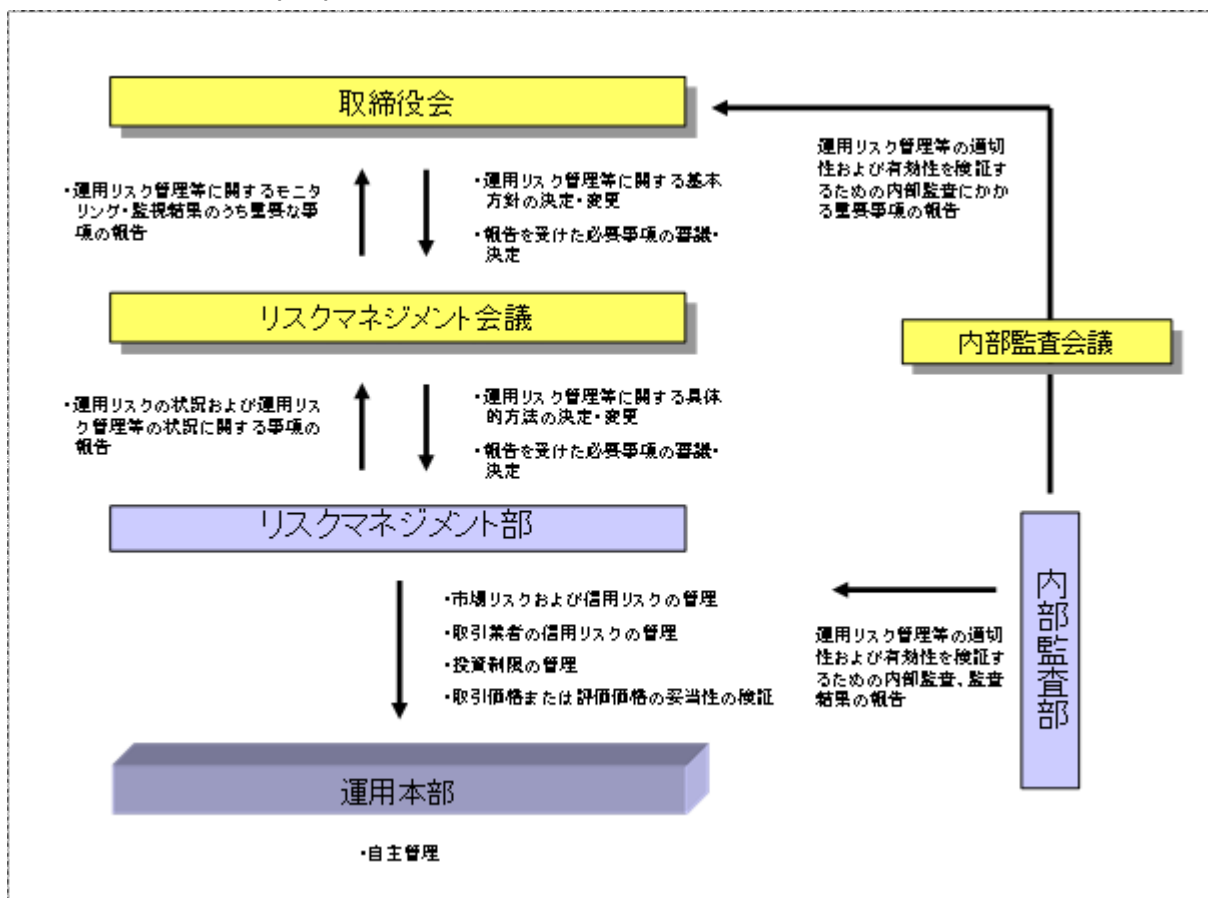 取締役会
・運用リスク管理等に関するモニ
タリング・監視結果のうち重要な事
項の報告
・運用リスク管理等に関する基本
方針の決定・変更
・報告を受けた必要事項の審議・
決定
運用リスク管理等の適切
性および有効性を検証す
るための内部監査にかか
る重要事項の報告
リスクマネジメント会議
内部監査会議
・運用リスクの状況および運用リス
ク管理等の状況に関する事項の
報告
・運用リスク管理等に関する具体
的方法の決定・変更
・報告を受けた必要事項の審議・
決定
リスクマネジメント部
内部監査部
・市場リスクおよび信用リスクの管理
・取引業者の信用リスクの管理
・投資制限の管理
・取引価格または評価価格の妥当性の検証
運用リスク管理等の適切
性および有効性を検証す
るための内部監査、監査
結果の報告
運用本部
・自主管理